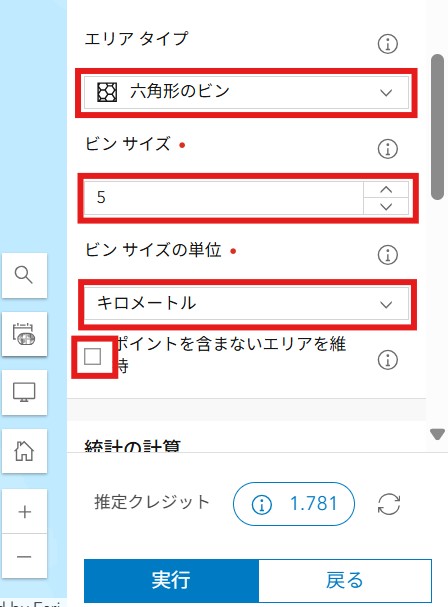 エリア タイプ
六角形のビン
ビン サイズ
5
ビン サイズの単位
キロメートル
ポイントを含まないエリアを維
持
統計の計算
推定クレジット
1.781
実行
戻る
d by Esri